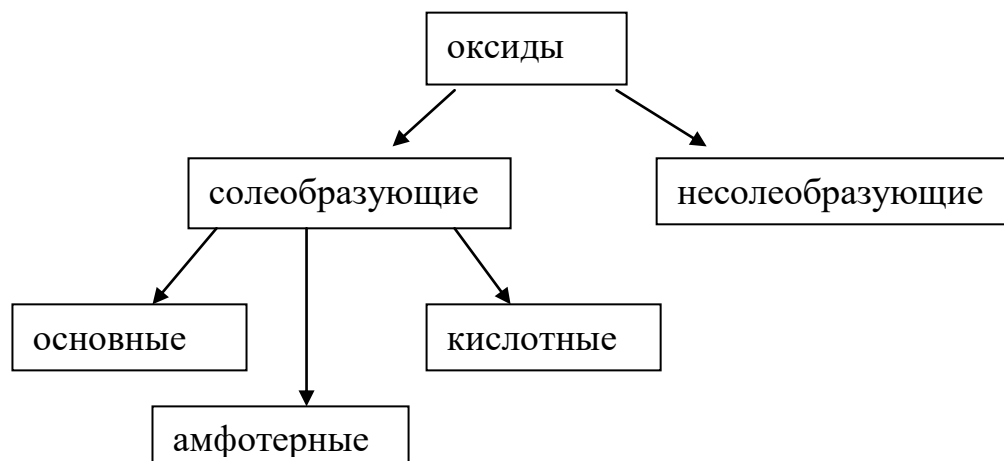 оксиды
солеобразующие
несолеобразующие
основные
кислотные
амфотерные